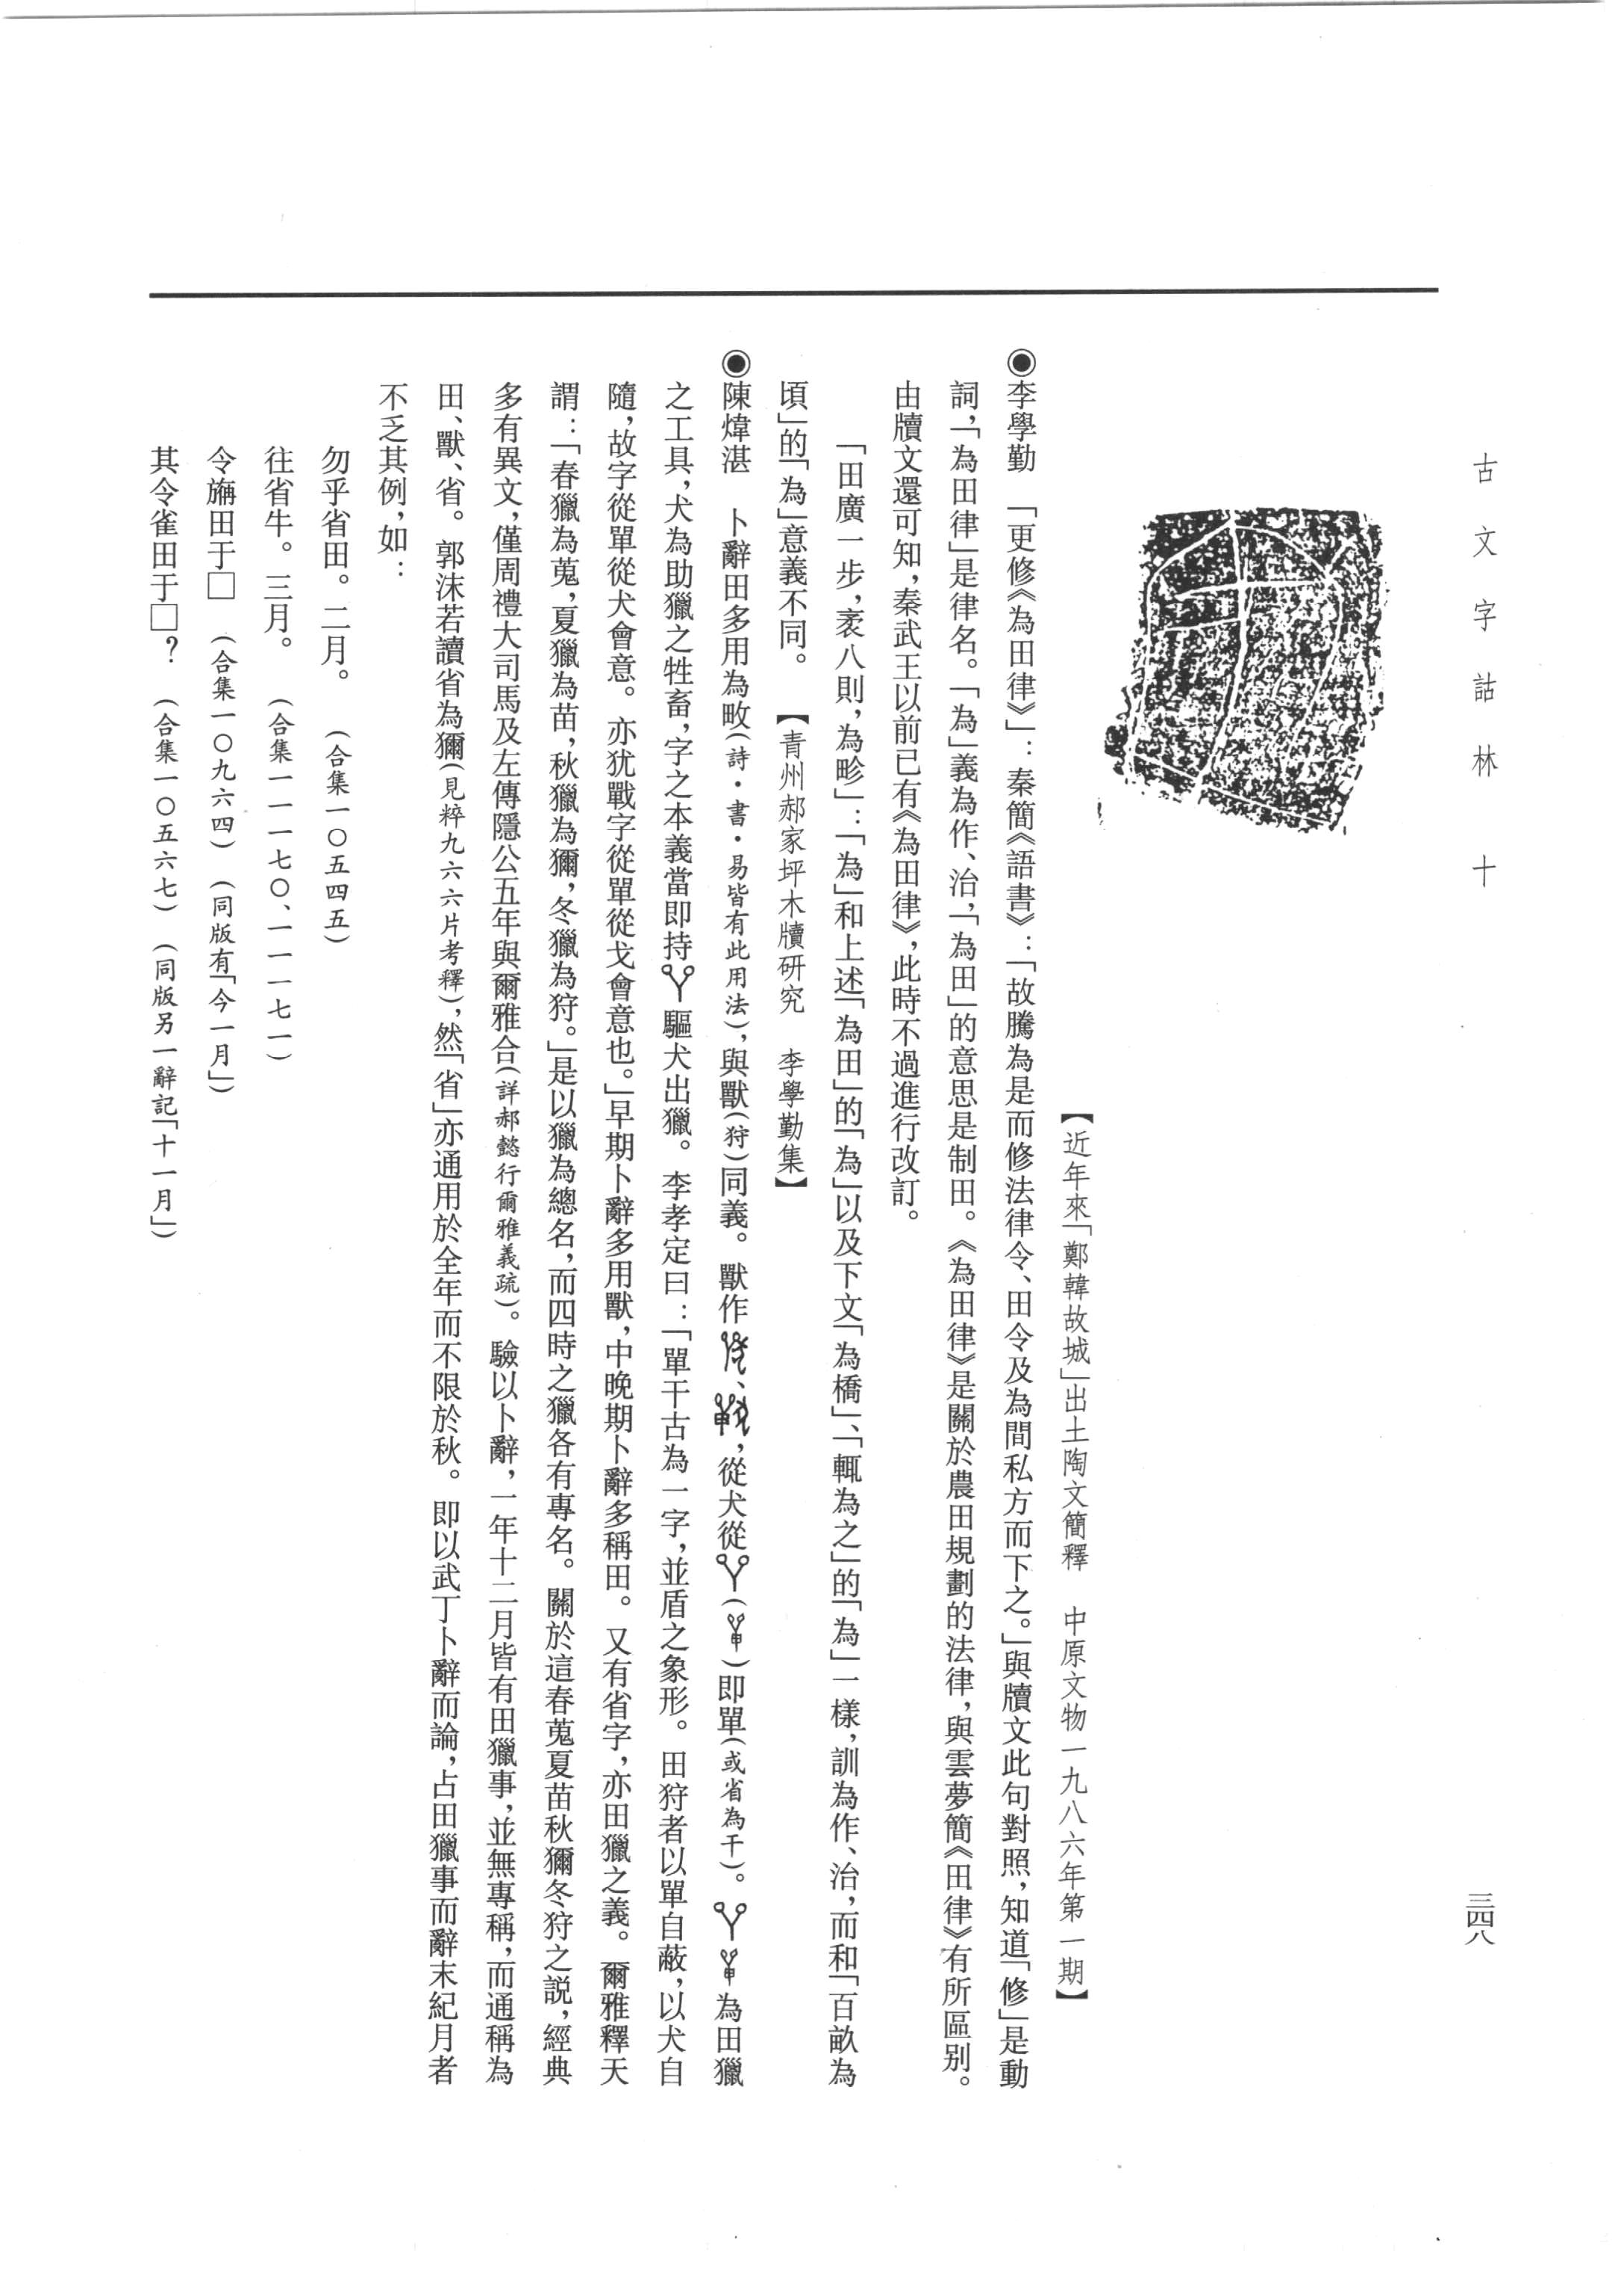 古文字詁林 十
三四八
【近年來「鄭韓故城」出土陶文簡釋 中原文物一九八六年第一期】
◉李學勤 「更修《為田律》」：秦簡《語書》：「故騰為是而修法律令、田令及為間私方而下之。」與牘文此句對照，知道「修」是動
詞，「為田律」是律名。「為」義為作、治，「為田」的意思是制田。《為田律》是關於農田規劃的法律，與雲夢簡《田律》有所區別。
由牘文還可知，秦武王以前已有《為田律》，此時不過進行改訂。
「田廣一步，袤八則，為畛」：「為」和上述「為田」的「為」以及下文「為橋」、「輒為之」的「為」一樣，訓為作、治，而和「百畝為
頃」的「為」意義不同。 【青州郝家坪木牘研究 李學勤集】
◉陳煒湛 卜辭田多用為畋（詩·書·易皆有此用法），與獸（狩）同義。獸作、，從犬從（）即單（或省為干）。為田獵
之工具，犬為助獵之牲畜，字之本義當即持驅犬出獵。李孝定曰：「單干古為一字，並盾之象形。田狩者以單自蔽，以犬自
隨，故字從單從犬會意。亦犹戰字從單從戈會意也。」早期卜辭多用獸，中晚期卜辭多稱田。又有省字，亦田獵之義。爾雅釋天
謂：「春獵為蒐，夏獵為苗，秋獵為獮，冬獵為狩。」是以獵為總名，而四時之獵各有專名。關於這春蒐夏苗秋獮冬狩之説，經典
多有異文，僅周禮大司馬及左傳隱公五年與爾雅合（詳郝懿行爾雅義疏）。驗以卜辭，一年十二月皆有田獵事，並無專稱，而通稱為
田、獸、省。郭沫若讀省為獮（見粹九六六片考釋），然「省」亦通用於全年而不限於秋。即以武丁卜辭而論，占田獵事而辭末紀月者
不乏其例，如：
勿乎省田。二月。 （合集一〇五四五）
往省牛。三月。 （合集一一一七〇、一一一七一）
令旃田于□ （合集一〇九六四）（同版有「今一月」）
其令雀田于□？ （合集一〇五六七）（同版另一辭記「十一月」）